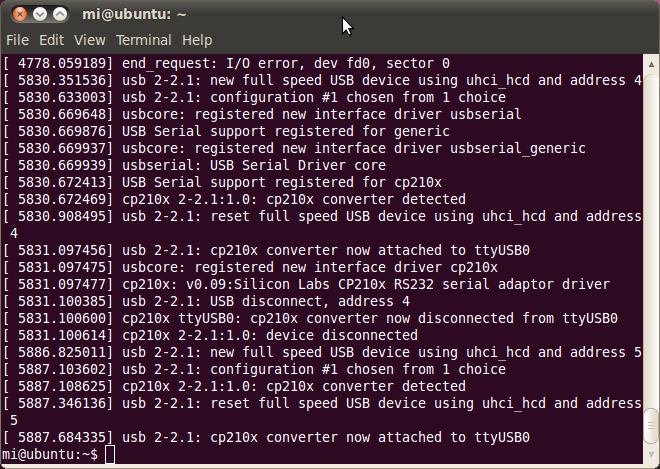 mi@ubuntu: ~
File Edit View Terminal Help
[ 4778.059189] end_request: I/O error, dev fd0, sector 0
[ 5830.351536] usb 2-2.1: new full speed USB device using uhci_hcd and address 4
[ 5830.633003] usb 2-2.1: configuration #1 chosen from 1 choice
[ 5830.669648] usbcore: registered new interface driver usbserial
[ 5830.669876] USB Serial support registered for generic
[ 5830.669937] usbcore: registered new interface driver usbserial_generic
[ 5830.669939] usbserial: USB Serial Driver core
[ 5830.672413] USB Serial support registered for cp210x
[ 5830.672469] cp210x 2-2.1:1.0: cp210x converter detected
[ 5830.908495] usb 2-2.1: reset full speed USB device using uhci_hcd and address
4
[ 5831.097456] usb 2-2.1: cp210x converter now attached to ttyUSB0
[ 5831.097475] usbcore: registered new interface driver cp210x
[ 5831.097477] cp210x: v0.09:Silicon Labs CP210x RS232 serial adaptor driver
[ 5831.100385] usb 2-2.1: USB disconnect, address 4
[ 5831.100600] cp210x ttyUSB0: cp210x converter now disconnected from ttyUSB0
[ 5831.100614] cp210x 2-2.1:1.0: device disconnected
[ 5886.825011] usb 2-2.1: new full speed USB device using uhci_hcd and address 5
[ 5887.103602] usb 2-2.1: configuration #1 chosen from 1 choice
[ 5887.108625] cp210x 2-2.1:1.0: cp210x converter detected
[ 5887.346136] usb 2-2.1: reset full speed USB device using uhci_hcd and address
5
[ 5887.684335] usb 2-2.1: cp210x converter now attached to ttyUSB0
mi@ubuntu:~$